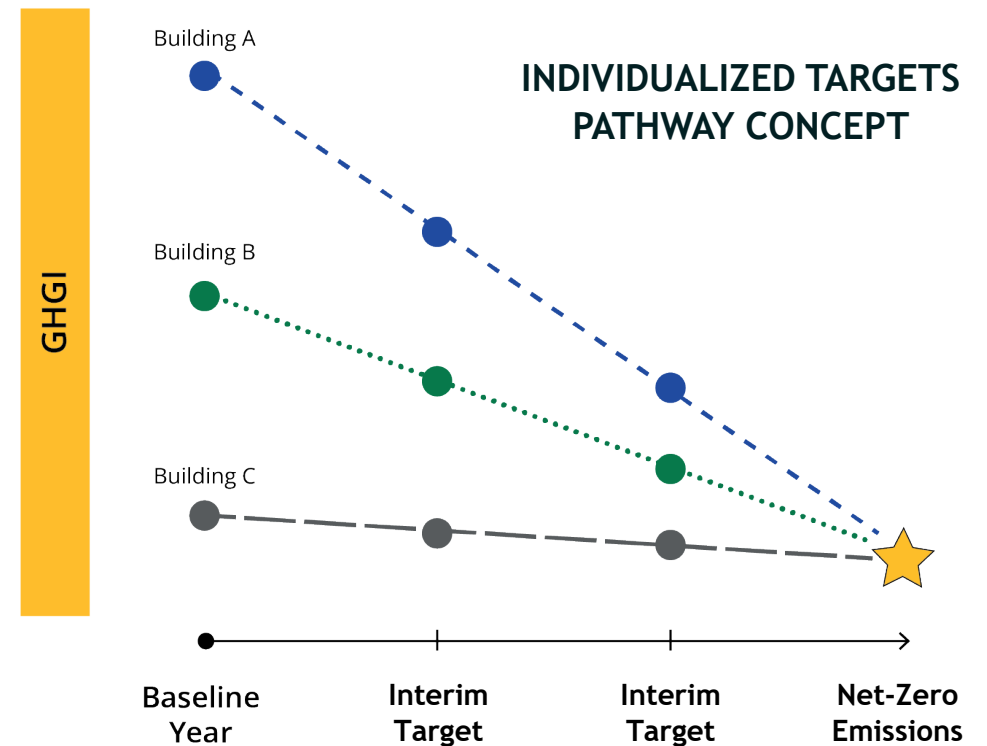 Building A
INDIVIDUALIZED TARGETS
PATHWAY CONCEPT
Building B
GHGI
Building C
Baseline
Year
Interim
Target
Interim
Target
Net-Zero
Emissions